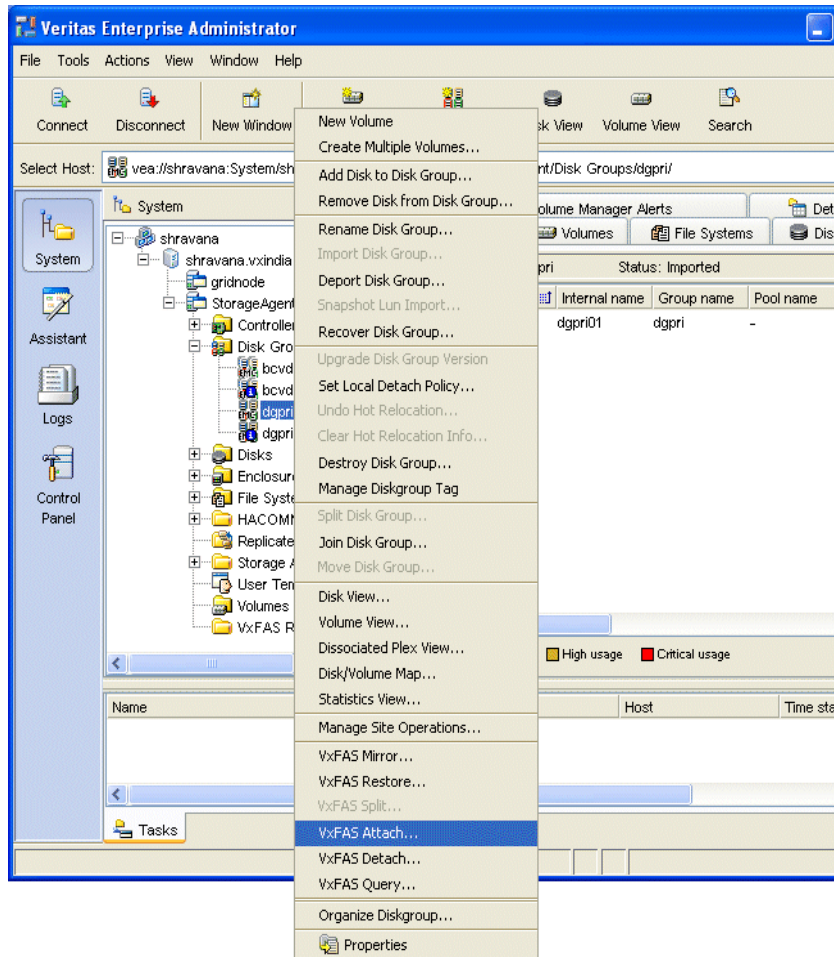 Veritas Enterprise Administrator
File Tools Actions View Window Help
Connect Disconnect New Window Volume View Search
Select Host: vea://shravana:System/sh nt/Disk Groups/dgpri/
System
Assistant
Logs
Control Panel
System
shravana
shravana.vxindia
gridnode
StorageAgent
Controller
Disk Gro
bcvd
bcvd
dgpri
dgpri
Disks
Enclosur
File Syste
HACOMM
Replicate
Storage A
User Ten
Volumes
VxFAS R
New Volume
Create Multiple Volumes...
Add Disk to Disk Group...
Remove Disk from Disk Group...
Rename Disk Group...
Import Disk Group...
Deport Disk Group...
Snapshot Lun Import...
Recover Disk Group...
Upgrade Disk Group Version
Set Local Detach Policy...
Undo Hot Relocation...
Clear Hot Relocation Info...
Destroy Disk Group...
Manage Diskgroup Tag
Split Disk Group...
Join Disk Group...
Move Disk Group...
Disk View...
Volume View...
Dissociated Plex View...
Disk/Volume Map...
Statistics View...
Manage Site Operations...
VxFAS Mirror...
VxFAS Restore...
VxFAS Split...
VxFAS Attach...
VxFAS Detach...
VxFAS Query...
Organize Diskgroup...
Properties
sk View
olume Manager Alerts Det
Volumes File Systems Dis
pri Status: Imported
Internal name Group name Pool name
dgpri01 dgpri -
High usage Critical usage
Name Host Time sta
Tasks